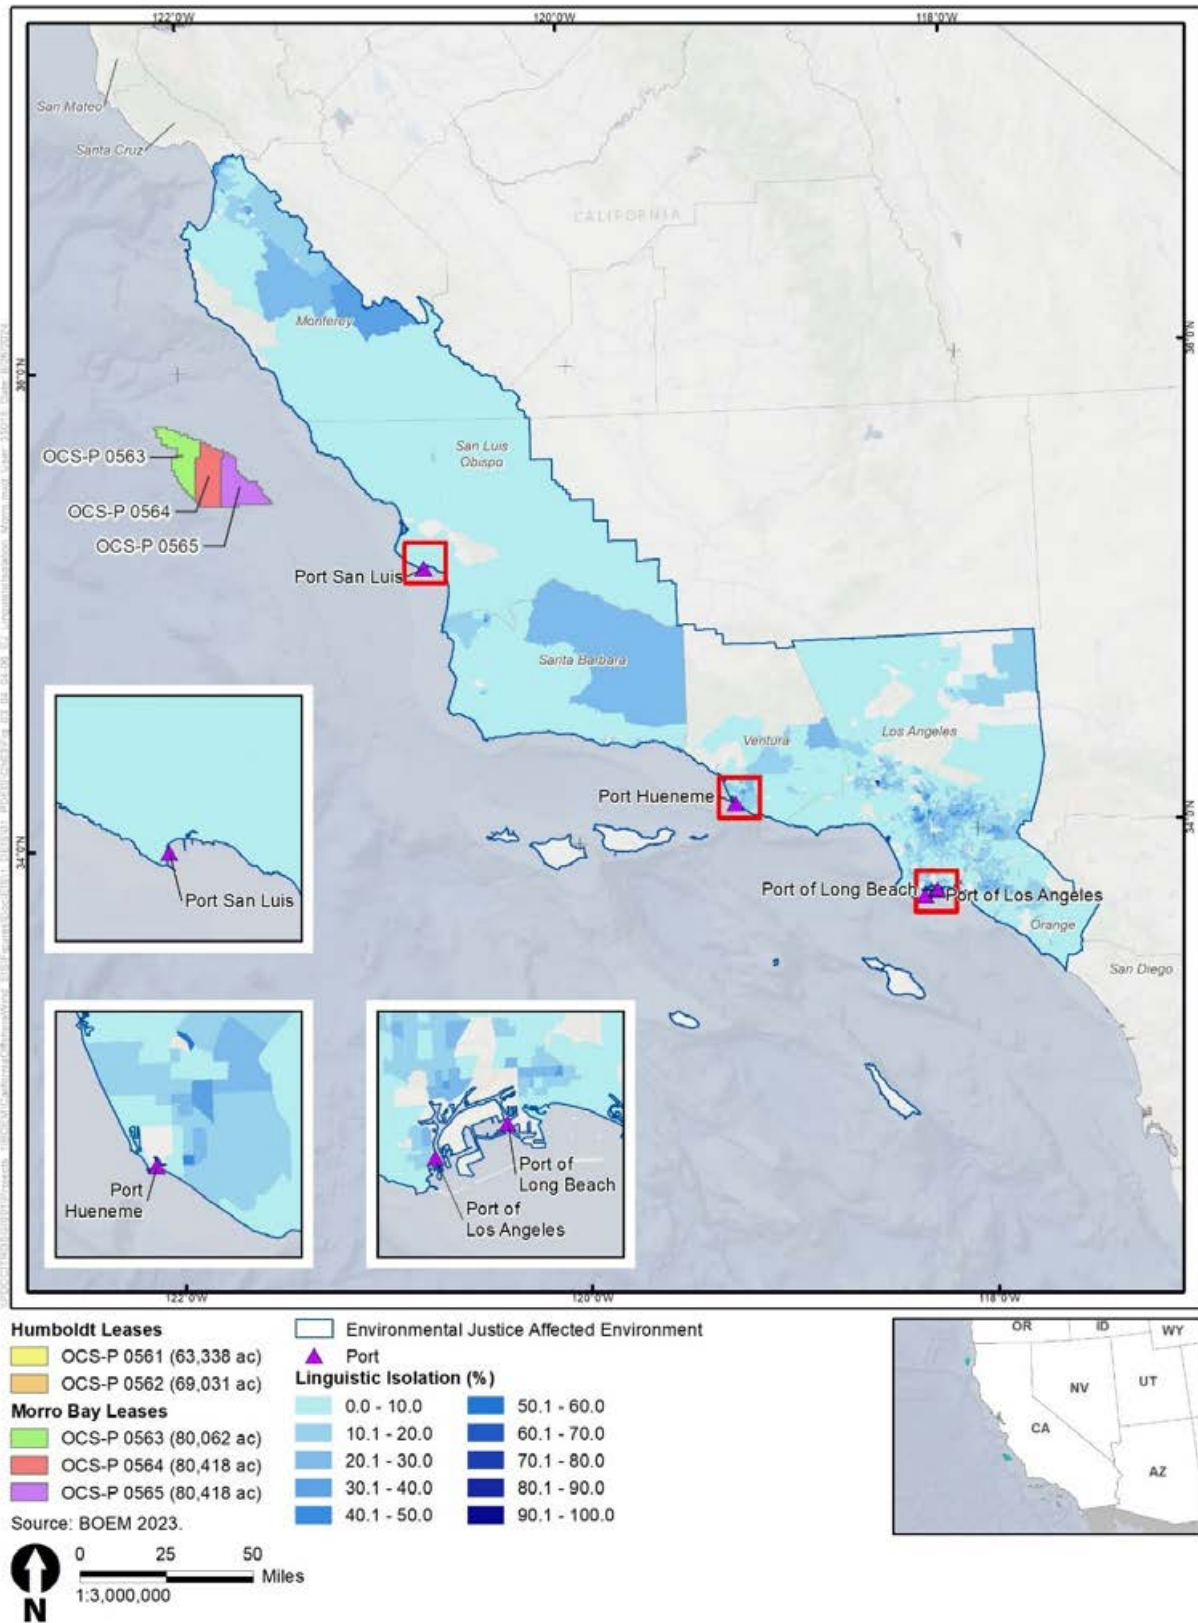 122°0'W 120°0'W 118°0'W
San Mateo
Santa Cruz
CALIFORNIA
Monterey
36°0'N
36°0'N
San Luis
Obispo
OCS-P 0563
OCS-P 0564
OCS-P 0565
Port San Luis
Santa Barbara
Ventura
Los Angeles
Port Hueneme
34°0'N
34°0'N
Port of Long Beach
Port of Los Angeles
Orange
San Diego
Port San Luis
Port
Hueneme
Port of
Long Beach
Port of
Los Angeles
122°0'W 120°0'W 118°0'W
Humboldt Leases
OCS-P 0561 (63,338 ac)
OCS-P 0562 (69,031 ac)
Morro Bay Leases
OCS-P 0563 (80,062 ac)
OCS-P 0564 (80,418 ac)
OCS-P 0565 (80,418 ac)
Source: BOEM 2023.
0 25 50
Miles
1:3,000,000
N
Environmental Justice Affected Environment
Port
Linguistic Isolation (%)
0.0 - 10.0
10.1 - 20.0
20.1 - 30.0
30.1 - 40.0
40.1 - 50.0
50.1 - 60.0
60.1 - 70.0
70.1 - 80.0
80.1 - 90.0
90.1 - 100.0
OR ID WY
NV UT
CA
AZ